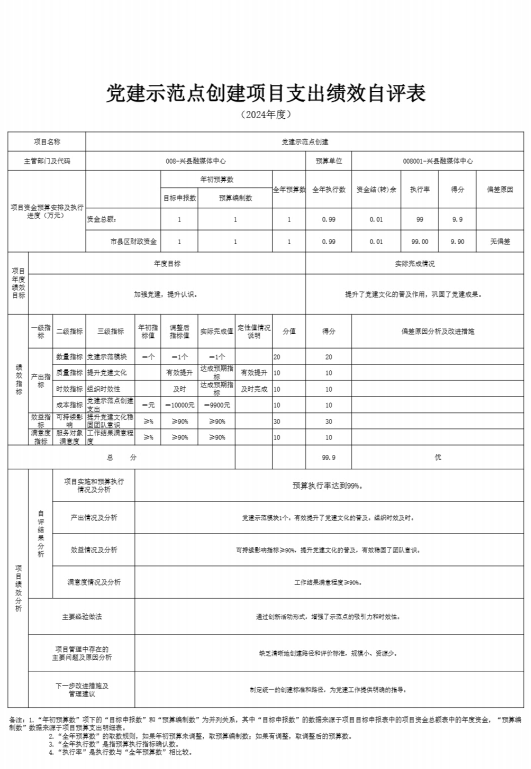 党建示范点创建项目支出绩效自评表
（2024年度）
项目名称 党建示范点创建
主管部门及代码 008-兴县融媒体中心 预算单位 008001-兴县融媒体中心
项目资金预算安排及执行进度（万元） 年初预算数 全年预算数 全年执行数 资金结(转)余 执行率 得分 偏差原因
目标申报数 预算编制数
资金总额： 1 1 1 0.99 0.01 99 9.9
市县区财政资金 1 1 1 0.99 0.01 99.00 9.90 无偏差
项目年度绩效目标 年度目标 实际完成情况
加强党建，提升认识。 提升了党建文化的普及作用，巩固了党建成果。
绩效指标 一级指标 二级指标 三级指标 年初指标值 调整后指标值 实际完成值 定性值情况说明 分值 得分 偏差原因分析及改进措施
产出指标 数量指标 党建示范模块 =个 =1个 =1个 20 20
质量指标 提升党建文化 有效提升 达成预期指标 有效提升 10 10
时效指标 组织时效性 及时 达成预期指标 及时完成 10 10
成本指标 党建示范点创建支出 =元 =10000元 =9900元 10 10
效益指标 可持续影响 提升党建文化稳固团队意识 ≥% ≥90% ≥90% 30 30
满意度指标 服务对象满意度 工作结果满意程度 ≥% ≥90% ≥90% 10 10
总 分 99.9 优
项目绩效分析 自评结果分析 项目实施和预算执行情况及分析 预算执行率达到99%。
产出情况及分析 党建示范模块1个，有效提升了党建文化的普及，组织时效及时。
效益情况及分析 可持续影响指标≥90%，提升党建文化的普及，有效稳固了团队意识。
满意度情况及分析 工作结果满意程度≥90%。
主要经验做法 通过创新活动形式，增强了示范点的吸引力和时效性。
项目管理中存在的主要问题及原因分析 缺乏清晰地创建路径和评价标准，规模小、资源少。
下一步改进措施及管理建议 制定统一的创建标准和路径，为党建工作提供明确的指导。
备注：1.“年初预算数”项下的“目标申报数”和“预算编制数”为并列关系，其中“目标申报数”的数据来源于项目目标申报表中的项目资金总额表中的年度资金，“预算编
制数”数据来源于项目预算支出明细表。
2.“全年预算数”的取数规则，如果年初预算未调整，取预算编制数；如果有调整，取调整后的预算数。
3.“全年执行数”是指预算执行指标确认数。
4.“执行率”是执行数与“全年预算数”相比较。